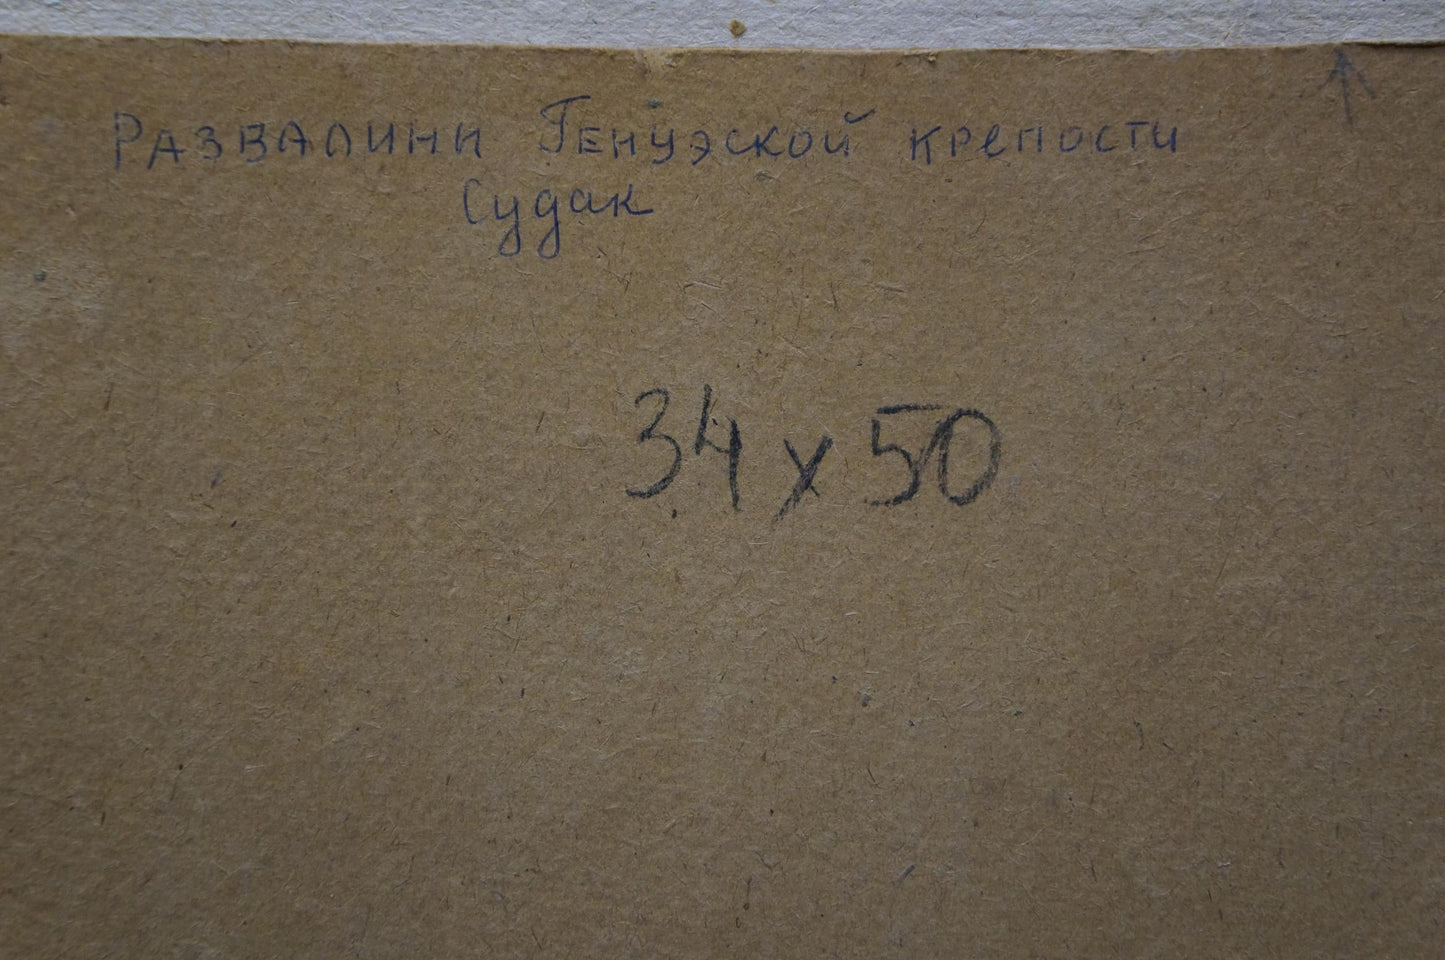 Развалини Генуэской крепости
Судак
34 х 50